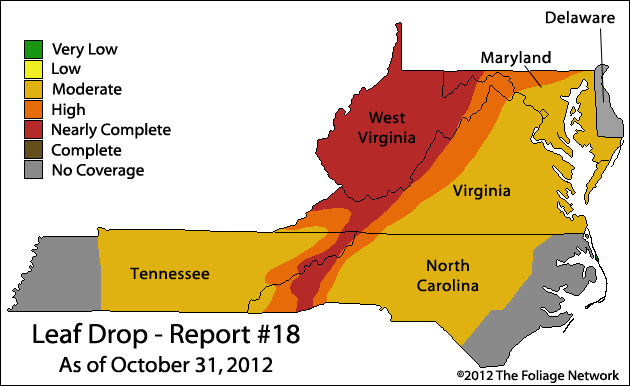 Delaware
Maryland
Very Low
Low
Moderate
High
Nearly Complete
Complete
No Coverage
West
Virginia
Virginia
Tennessee
North
Carolina
Leaf Drop - Report #18
As of October 31, 2012
©2012 The Foliage Network